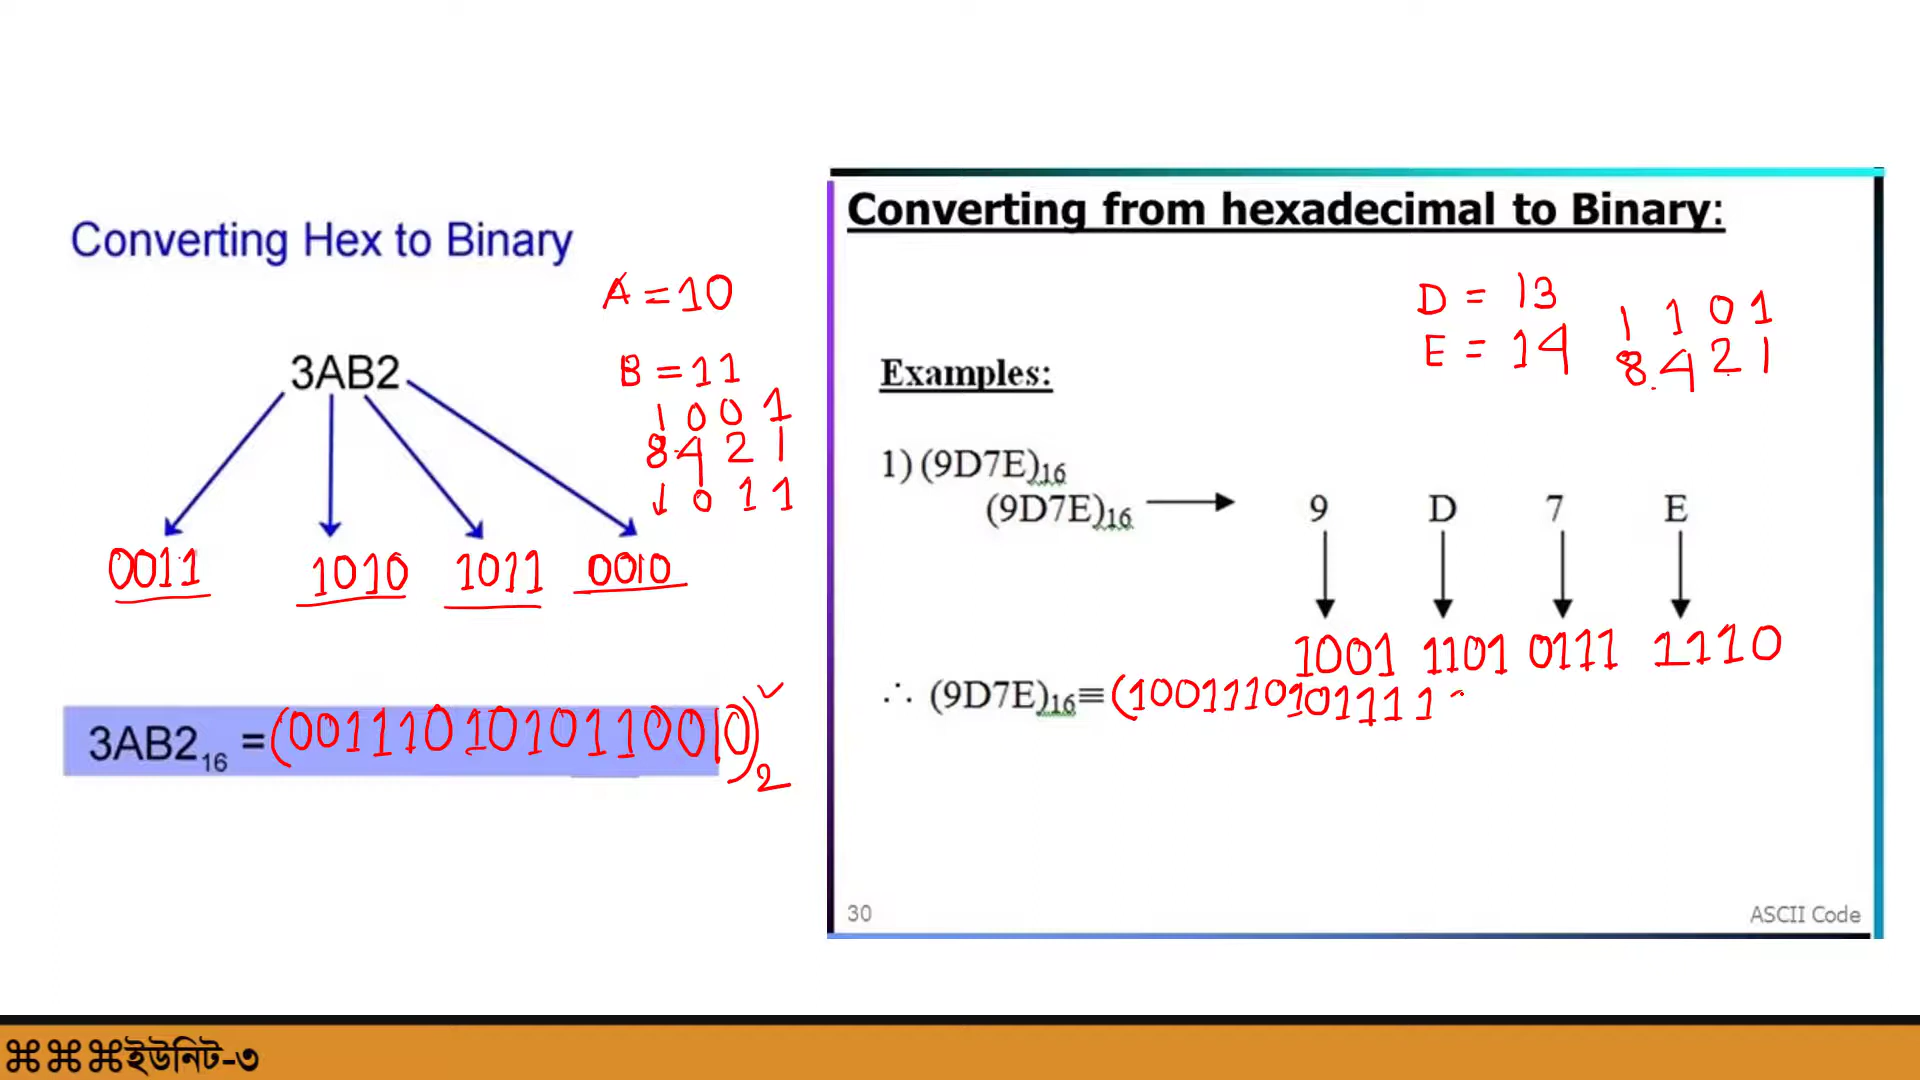 Converting Hex to Binary
A = 10
B = 11
3AB2
1 0 0 1
8 4 2 1
1 0 1 1
0011 1010 1011 0010
3AB2₁₆ = (0011101010110010)₂
Converting from hexadecimal to Binary:
D = 13
E = 14
1 1 0 1
8 4 2 1
Examples:
1) (9D7E)₁₆
(9D7E)₁₆ → 9 D 7 E
1001 1101 0111 1110
∴ (9D7E)₁₆≡(100111010 1 01111 1
30
ASCII Code
⌘⌘⌘ইউনিট-৩